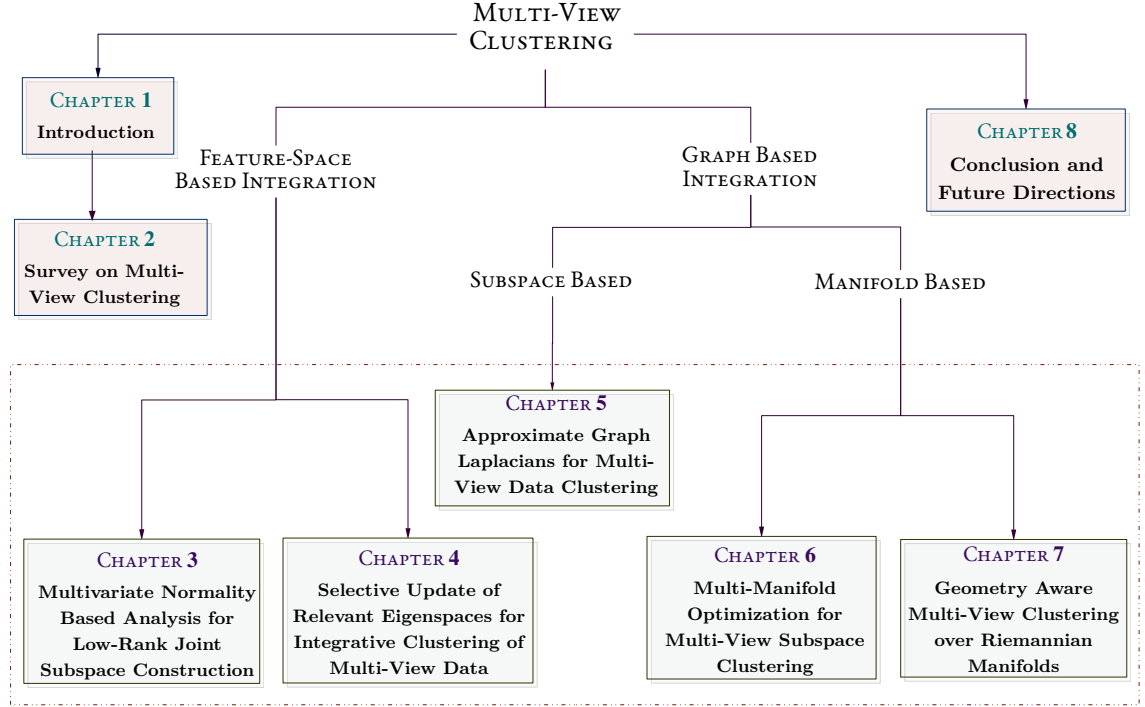 Multi-View
Clustering
Chapter 1
Introduction
Chapter 2
Survey on Multi-
View Clustering
Feature-Space
Based Integration
Graph Based
Integration
Chapter 8
Conclusion and
Future Directions
Subspace Based
Manifold Based
Chapter 5
Approximate Graph
Laplacians for Multi-
View Data Clustering
Chapter 3
Multivariate Normality
Based Analysis for
Low-Rank Joint
Subspace Construction
Chapter 4
Selective Update of
Relevant Eigenspaces for
Integrative Clustering of
Multi-View Data
Chapter 6
Multi-Manifold
Optimization for
Multi-View Subspace
Clustering
Chapter 7
Geometry Aware
Multi-View Clustering
over Riemannian
Manifolds